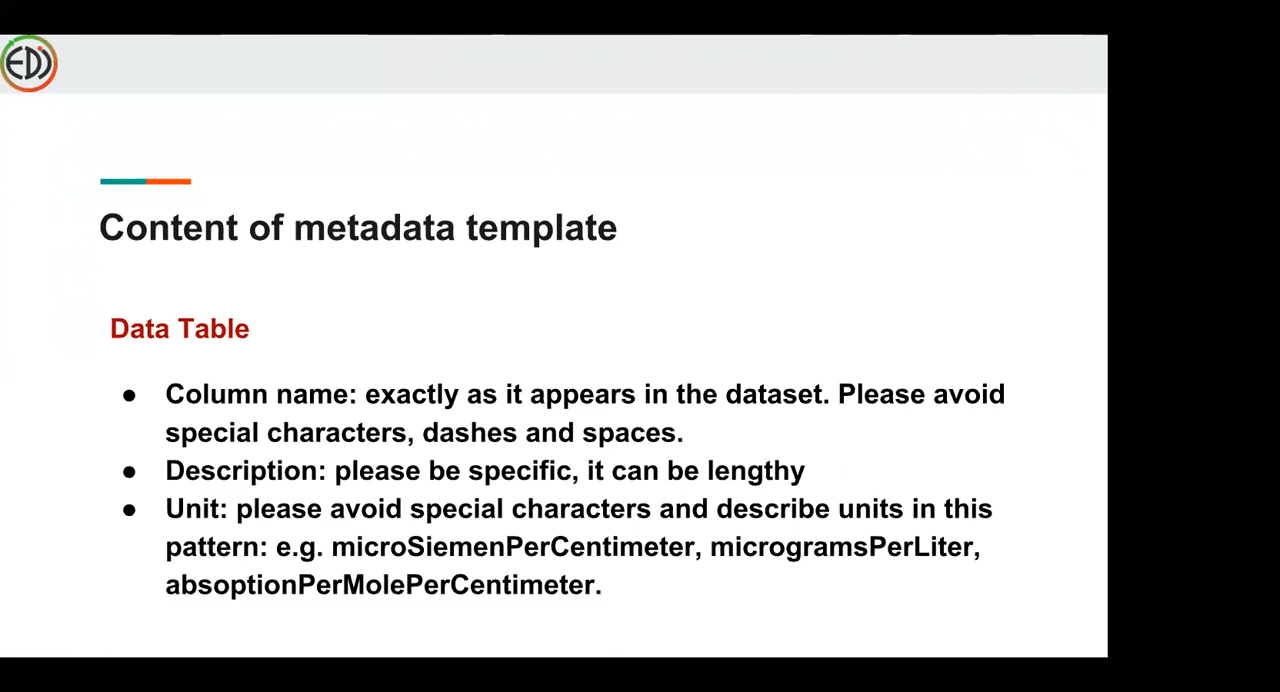 EDI
Content of metadata template
Data Table
● Column name: exactly as it appears in the dataset. Please avoid
special characters, dashes and spaces.
● Description: please be specific, it can be lengthy
● Unit: please avoid special characters and describe units in this
pattern: e.g. microSiemenPerCentimeter, microgramsPerLiter,
absoptionPerMolePerCentimeter.